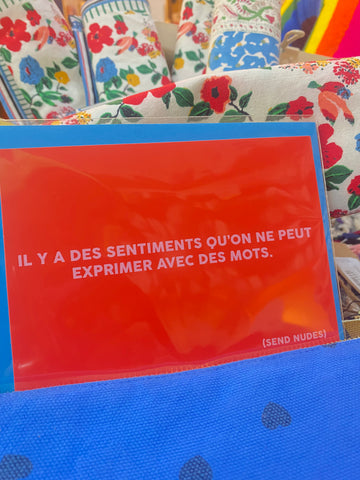 IL Y A DES SENTIMENTS QU'ON NE PEUT
EXPRIMER AVEC DES MOTS.
(SEND NUDES)